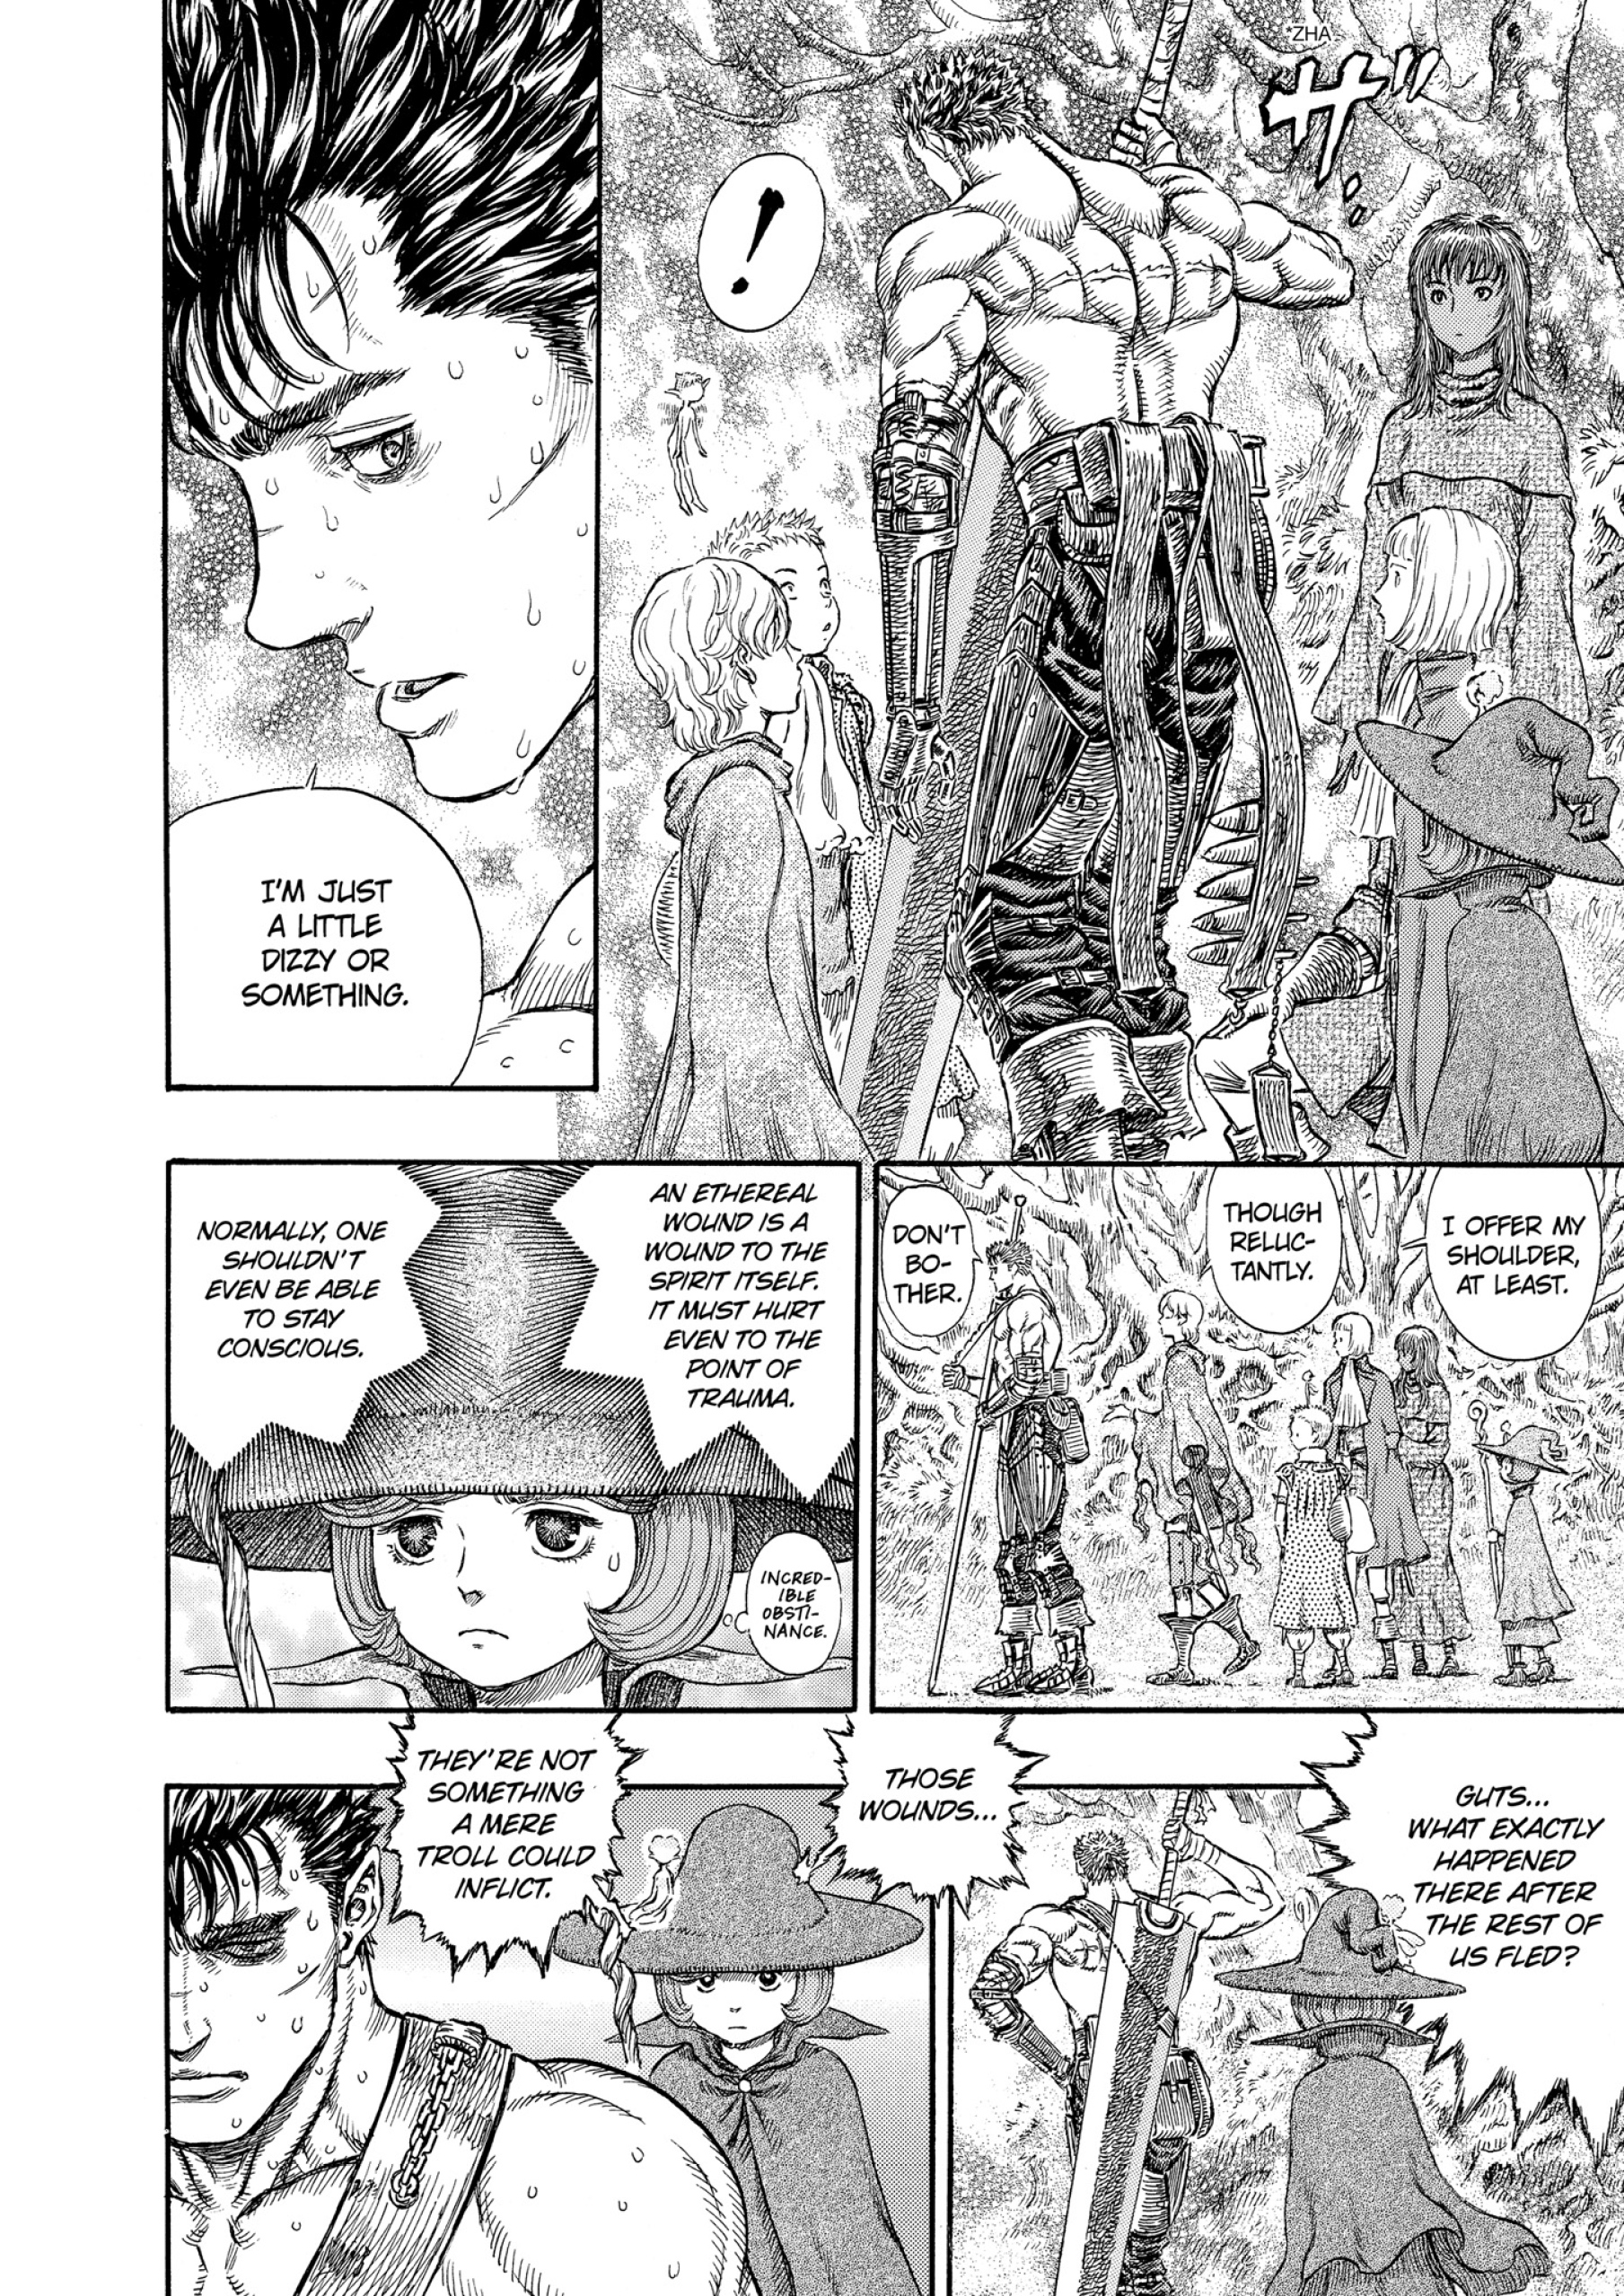 *ZHA
ザッ
!
I'M JUST
A LITTLE
DIZZY OR
SOMETHING.
I OFFER MY
SHOULDER,
AT LEAST.
THOUGH
RELUC-
TANTLY.
DON'T
BO-
THER.
AN ETHEREAL
WOUND IS A
WOUND TO THE
SPIRIT ITSELF.
IT MUST HURT
EVEN TO THE
POINT OF
TRAUMA.
NORMALLY, ONE
SHOULDN'T
EVEN BE ABLE
TO STAY
CONSCIOUS.
INCRED-
IBLE
OBSTI-
NANCE.
GUTS...
WHAT EXACTLY
HAPPENED
THERE AFTER
THE REST OF
US FLED?
THOSE
WOUNDS...
THEY'RE NOT
SOMETHING
A MERE
TROLL COULD
INFLICT.